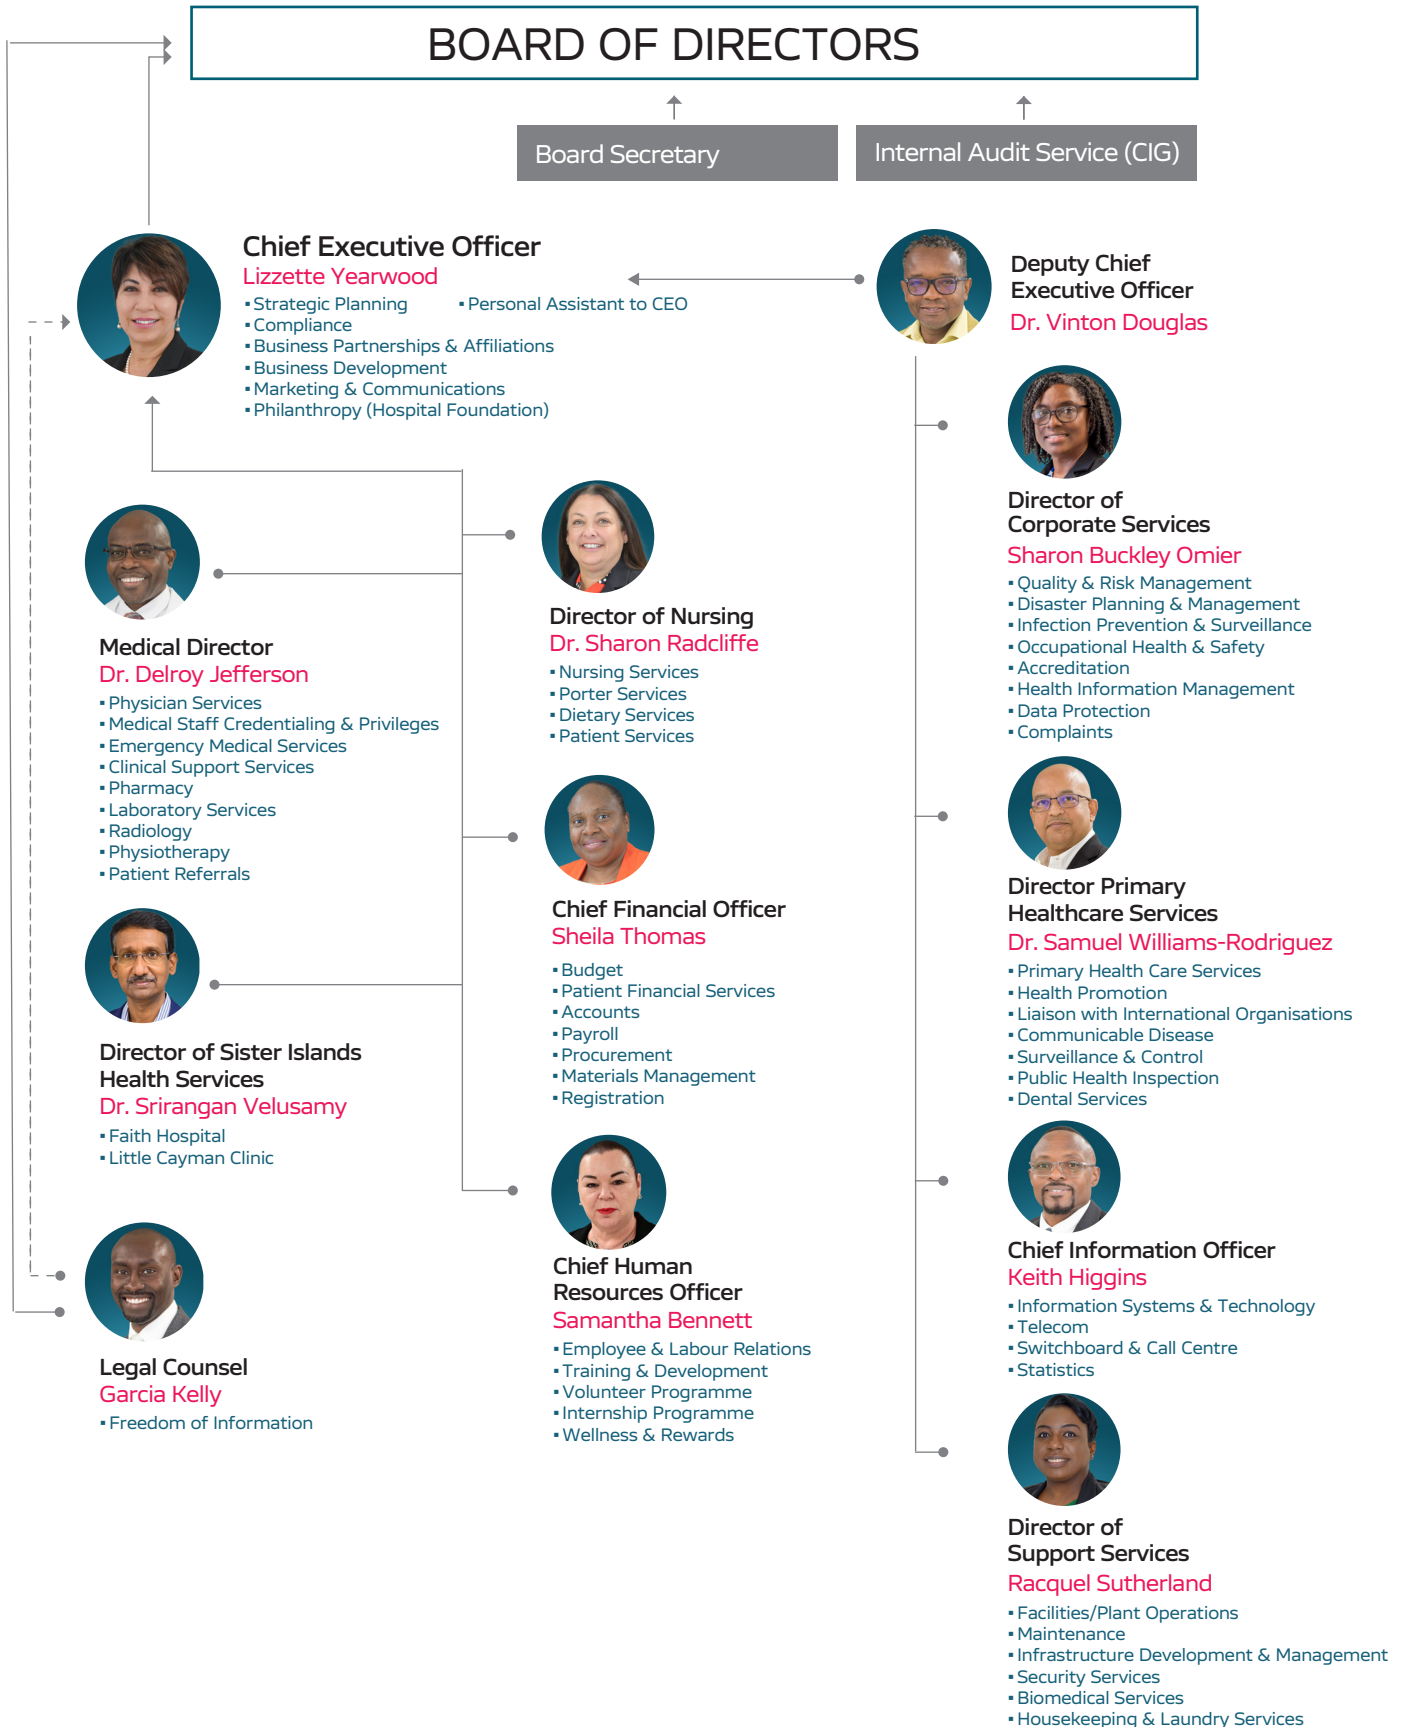 BOARD OF DIRECTORS
Board Secretary
Internal Audit Service (CIG)
Chief Executive Officer
Lizzette Yearwood
▪ Strategic Planning
▪ Personal Assistant to CEO
▪ Compliance
▪ Business Partnerships & Affiliations
▪ Business Development
▪ Marketing & Communications
▪ Philanthropy (Hospital Foundation)
Deputy Chief
Executive Officer
Dr. Vinton Douglas
Medical Director
Dr. Delroy Jefferson
▪ Physician Services
▪ Medical Staff Credentialing & Privileges
▪ Emergency Medical Services
▪ Clinical Support Services
▪ Pharmacy
▪ Laboratory Services
▪ Radiology
▪ Physiotherapy
▪ Patient Referrals
Director of Sister Islands
Health Services
Dr. Srirangan Velusamy
▪ Faith Hospital
▪ Little Cayman Clinic
Legal Counsel
Garcia Kelly
▪ Freedom of Information
Director of Nursing
Dr. Sharon Radcliffe
▪ Nursing Services
▪ Porter Services
▪ Dietary Services
▪ Patient Services
Chief Financial Officer
Sheila Thomas
▪ Budget
▪ Patient Financial Services
▪ Accounts
▪ Payroll
▪ Procurement
▪ Materials Management
▪ Registration
Chief Human
Resources Officer
Samantha Bennett
▪ Employee & Labour Relations
▪ Training & Development
▪ Volunteer Programme
▪ Internship Programme
▪ Wellness & Rewards
Director of
Corporate Services
Sharon Buckley Omier
▪ Quality & Risk Management
▪ Disaster Planning & Management
▪ Infection Prevention & Surveillance
▪ Occupational Health & Safety
▪ Accreditation
▪ Health Information Management
▪ Data Protection
▪ Complaints
Director Primary
Healthcare Services
Dr. Samuel Williams-Rodriguez
▪ Primary Health Care Services
▪ Health Promotion
▪ Liaison with International Organisations
▪ Communicable Disease
▪ Surveillance & Control
▪ Public Health Inspection
▪ Dental Services
Chief Information Officer
Keith Higgins
▪ Information Systems & Technology
▪ Telecom
▪ Switchboard & Call Centre
▪ Statistics
Director of
Support Services
Racquel Sutherland
▪ Facilities/Plant Operations
▪ Maintenance
▪ Infrastructure Development & Management
▪ Security Services
▪ Biomedical Services
▪ Housekeeping & Laundry Services